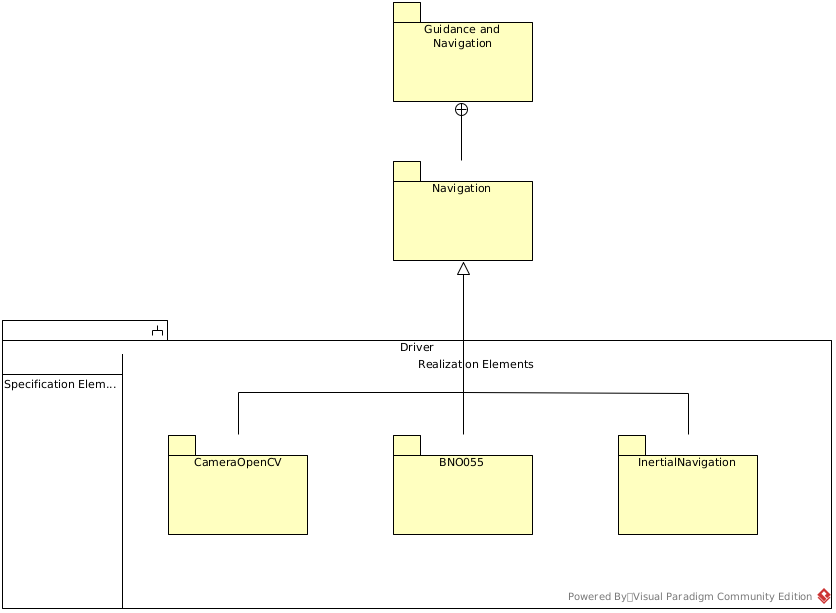 Guidance and
Navigation
Navigation
Driver
Realization Elements
Specification Elem...
CameraOpenCV
BNO055
InertialNavigation
Powered By Visual Paradigm Community Edition